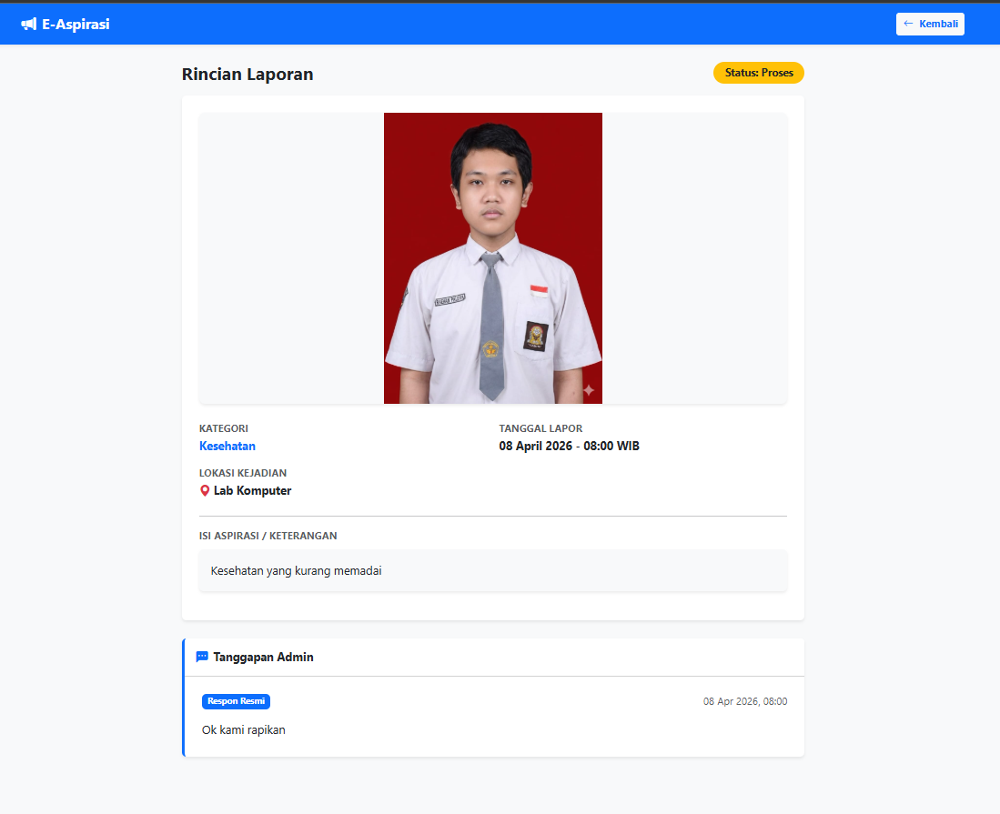 E-Aspirasi
← Kembali
Rincian Laporan
Status: Proses
KATEGORI
Kesehatan
TANGGAL LAPOR
08 April 2026 - 08:00 WIB
LOKASI KEJADIAN
Lab Komputer
ISI ASPIRASI / KETERANGAN
Kesehatan yang kurang memadai
Tanggapan Admin
Respon Resmi
08 Apr 2026, 08:00
Ok kami rapikan